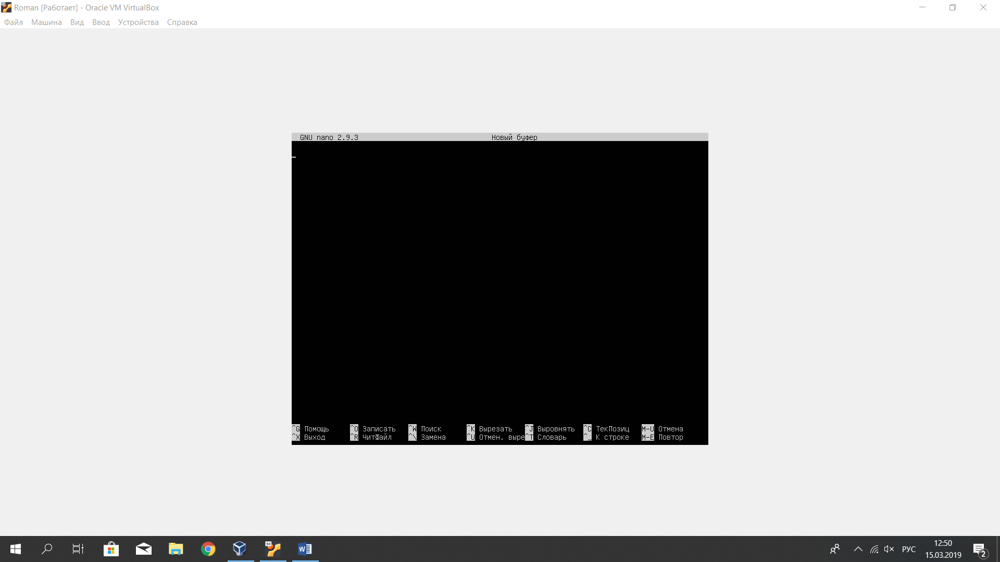 Roman [Работает] - Oracle VM VirtualBox
Файл Машина Вид Ввод Устройства Справка
GNU nano 2.9.3 Новый буфер
^G Помощь ^O Записать ^W Поиск ^K Вырезать ^J Выровнять ^C ТекПозиц M-U Отмена
^X Выход ^R ЧитФайл ^\ Замена ^U Отмен. выре^T Словарь ^_ К строке M-E Повтор
64 W РУС 12:50
15.03.2019 2